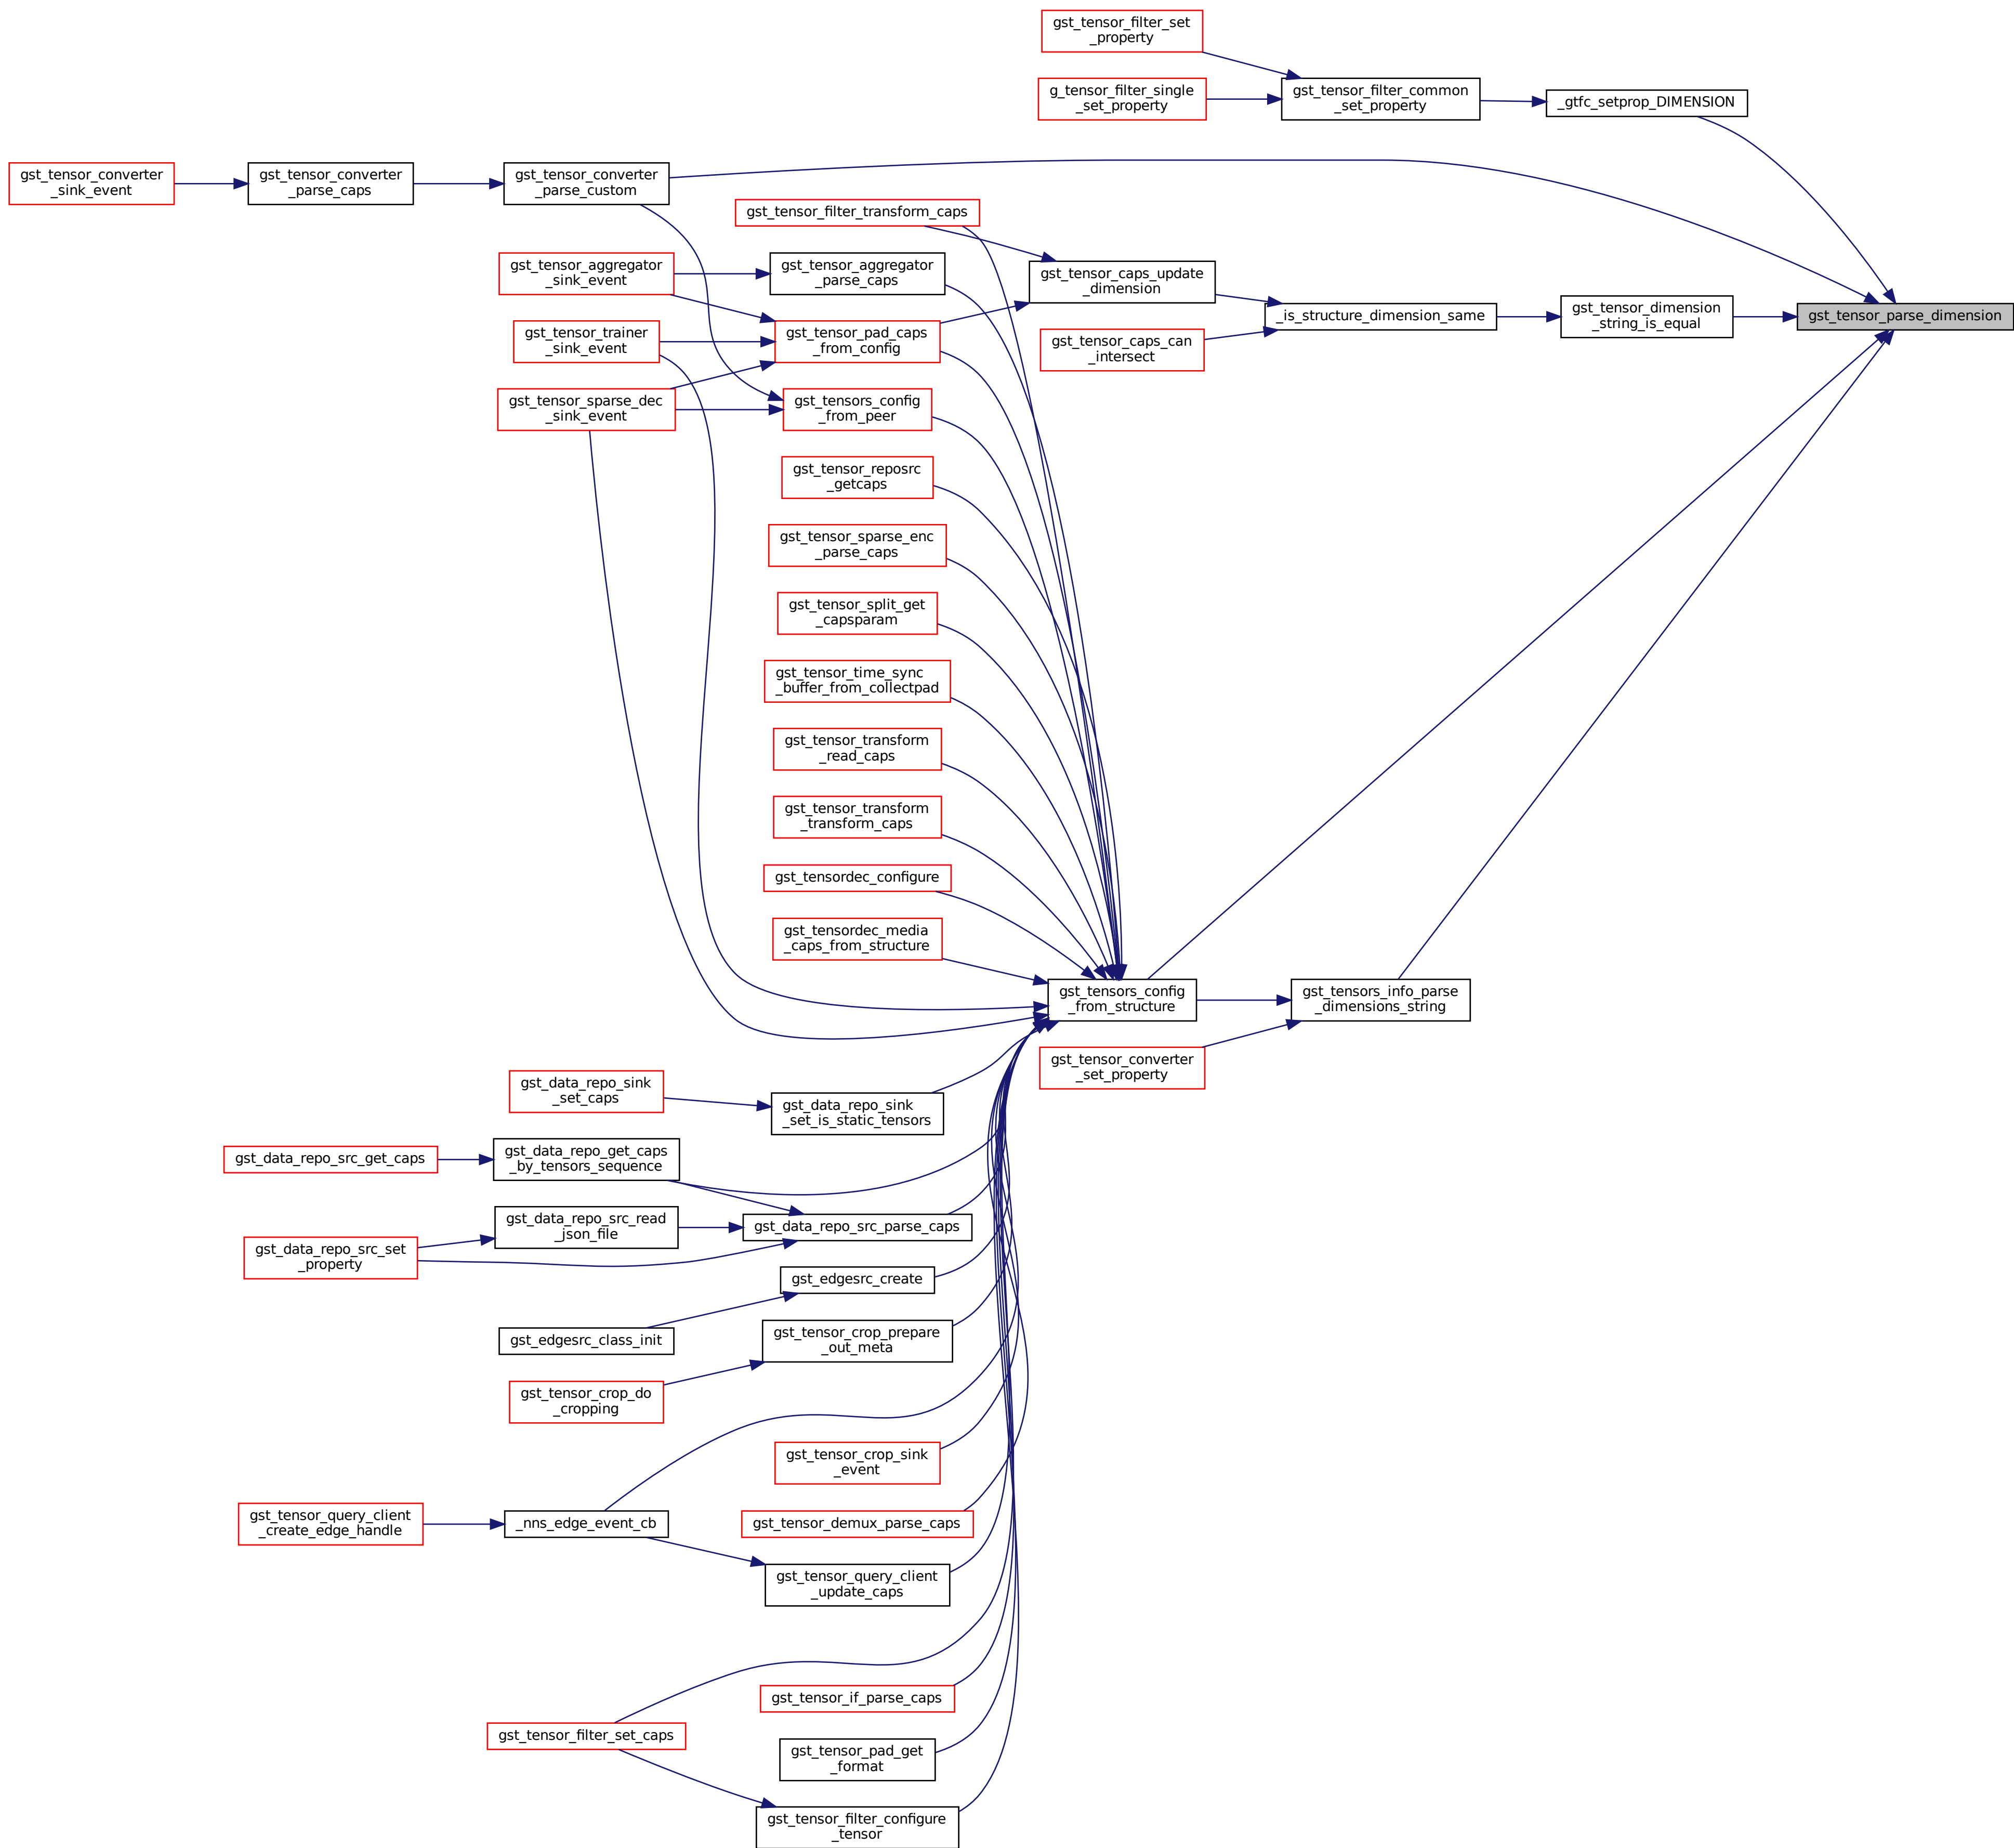 gst_tensor_filter_set
_property
g_tensor_filter_single
_set_property
gst_tensor_filter_common
_set_property
_gtfc_setprop_DIMENSION
gst_tensor_converter
_sink_event
gst_tensor_converter
_parse_caps
gst_tensor_converter
_parse_custom
gst_tensor_filter_transform_caps
gst_tensor_aggregator
_sink_event
gst_tensor_aggregator
_parse_caps
gst_tensor_caps_update
_dimension
_is_structure_dimension_same
gst_tensor_dimension
_string_is_equal
gst_tensor_parse_dimension
gst_tensor_trainer
_sink_event
gst_tensor_pad_caps
_from_config
gst_tensor_caps_can
_intersect
gst_tensor_sparse_dec
_sink_event
gst_tensors_config
_from_peer
gst_tensor_reposrc
_getcaps
gst_tensor_sparse_enc
_parse_caps
gst_tensor_split_get
_capsparam
gst_tensor_time_sync
_buffer_from_collectpad
gst_tensor_transform
_read_caps
gst_tensor_transform
_transform_caps
gst_tensordec_configure
gst_tensordec_media
_caps_from_structure
gst_tensors_config
_from_structure
gst_tensors_info_parse
_dimensions_string
gst_tensor_converter
_set_property
gst_data_repo_sink
_set_caps
gst_data_repo_sink
_set_is_static_tensors
gst_data_repo_src_get_caps
gst_data_repo_get_caps
_by_tensors_sequence
gst_data_repo_src_set
_property
gst_data_repo_src_read
_json_file
gst_data_repo_src_parse_caps
gst_edgesrc_create
gst_edgesrc_class_init
gst_tensor_crop_prepare
_out_meta
gst_tensor_crop_do
_cropping
gst_tensor_crop_sink
_event
gst_tensor_query_client
_create_edge_handle
_nns_edge_event_cb
gst_tensor_demux_parse_caps
gst_tensor_query_client
_update_caps
gst_tensor_if_parse_caps
gst_tensor_filter_set_caps
gst_tensor_pad_get
_format
gst_tensor_filter_configure
_tensor